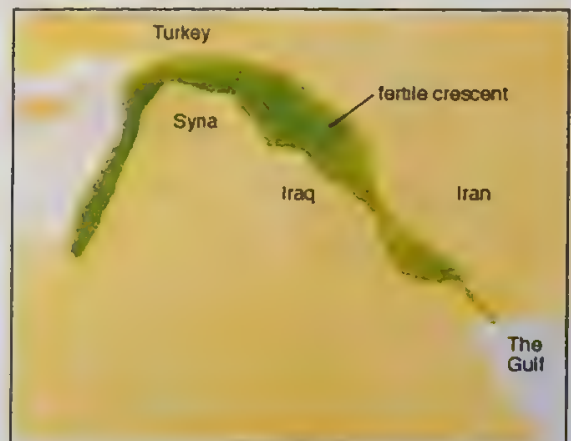 Turkey
fertile crescent
Syria
Iraq
Iran
The
Gulf